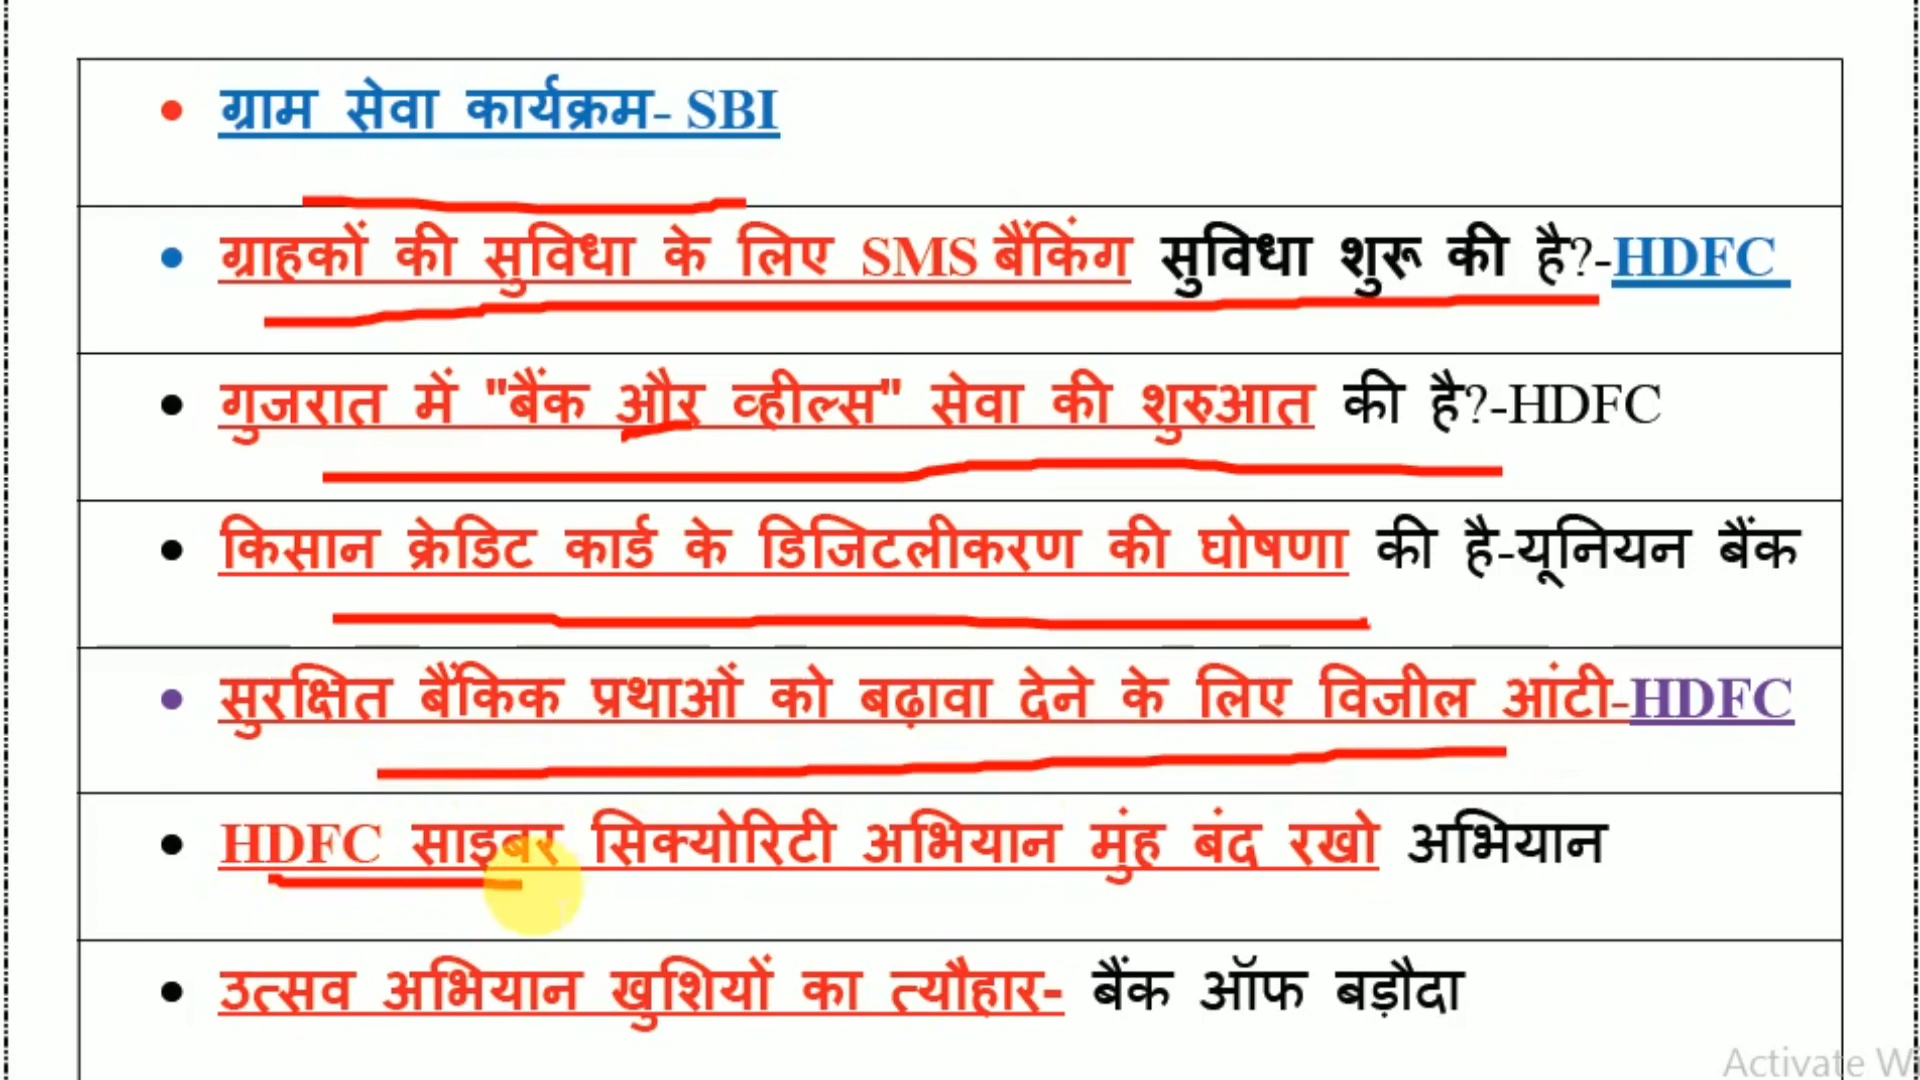 ग्राम सेवा कार्यक्रम- SBI
ग्राहकों की सुविधा के लिए SMS बैंकिंग सुविधा शुरू की है?-HDFC
गुजरात में "बैंक और व्हील्स" सेवा की शुरुआत की है?-HDFC
किसान क्रेडिट कार्ड के डिजिटलीकरण की घोषणा की है-यूनियन बैंक
सुरक्षित बैंकिक प्रथाओं को बढ़ावा देने के लिए विजील आंटी-HDFC
HDFC साइबर सिक्योरिटी अभियान मुंह बंद रखो अभियान
उत्सव अभियान खुशियों का त्यौहार- बैंक ऑफ बड़ौदा
Activate